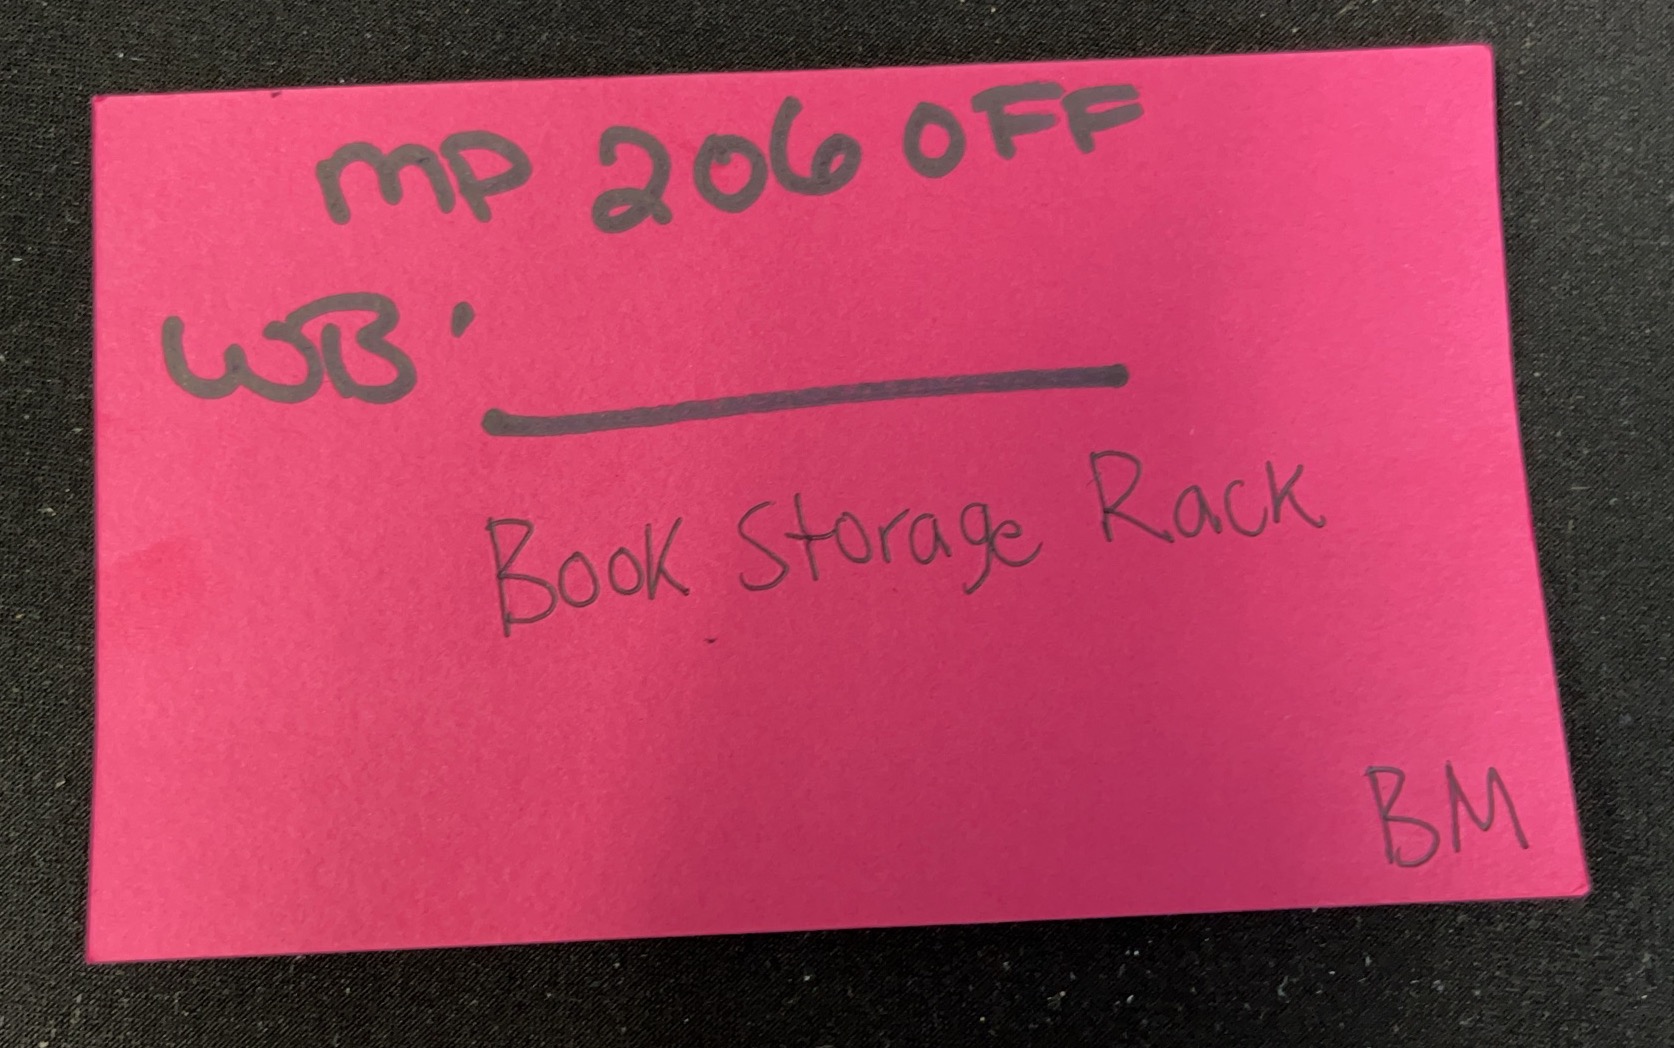 MP 206 OFF
WB'
Book Storage Rack
BM